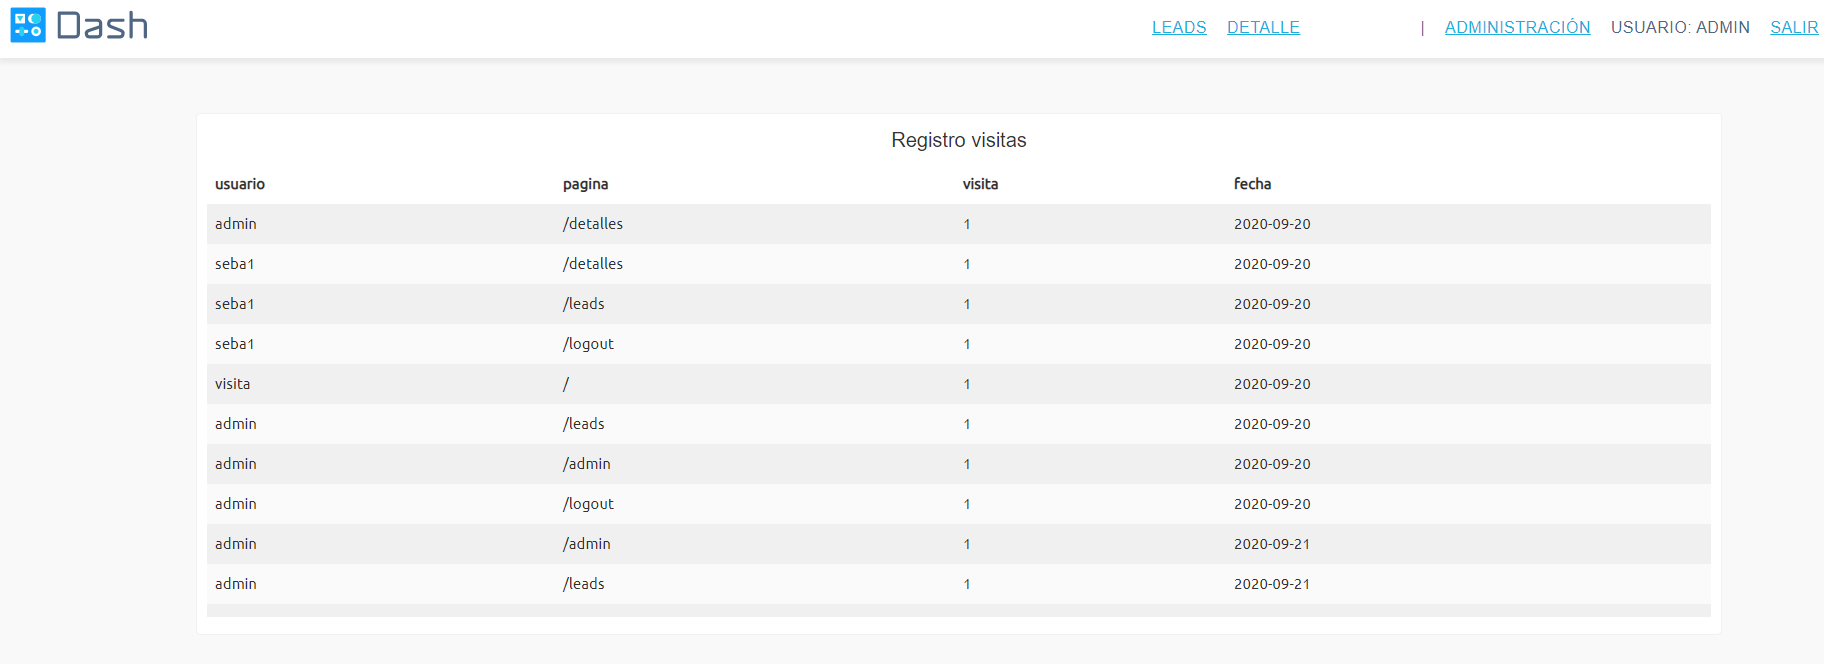 Dash LEADS DETALLE | ADMINISTRACIÓN USUARIO: ADMIN SALIR
Registro visitas
usuario pagina visita fecha
admin /detalles 1 2020-09-20
seba1 /detalles 1 2020-09-20
seba1 /leads 1 2020-09-20
seba1 /logout 1 2020-09-20
visita / 1 2020-09-20
admin /leads 1 2020-09-20
admin /admin 1 2020-09-20
admin /logout 1 2020-09-20
admin /admin 1 2020-09-21
admin /leads 1 2020-09-21